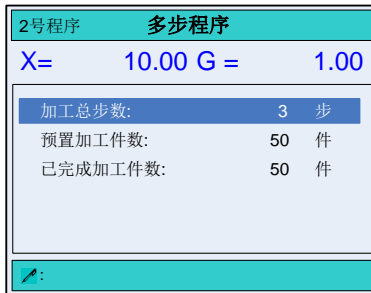 2号程序 多步程序
X= 10.00 G = 1.00
加工总步数: 3 步
预置加工件数: 50 件
已完成加工件数: 50 件
: